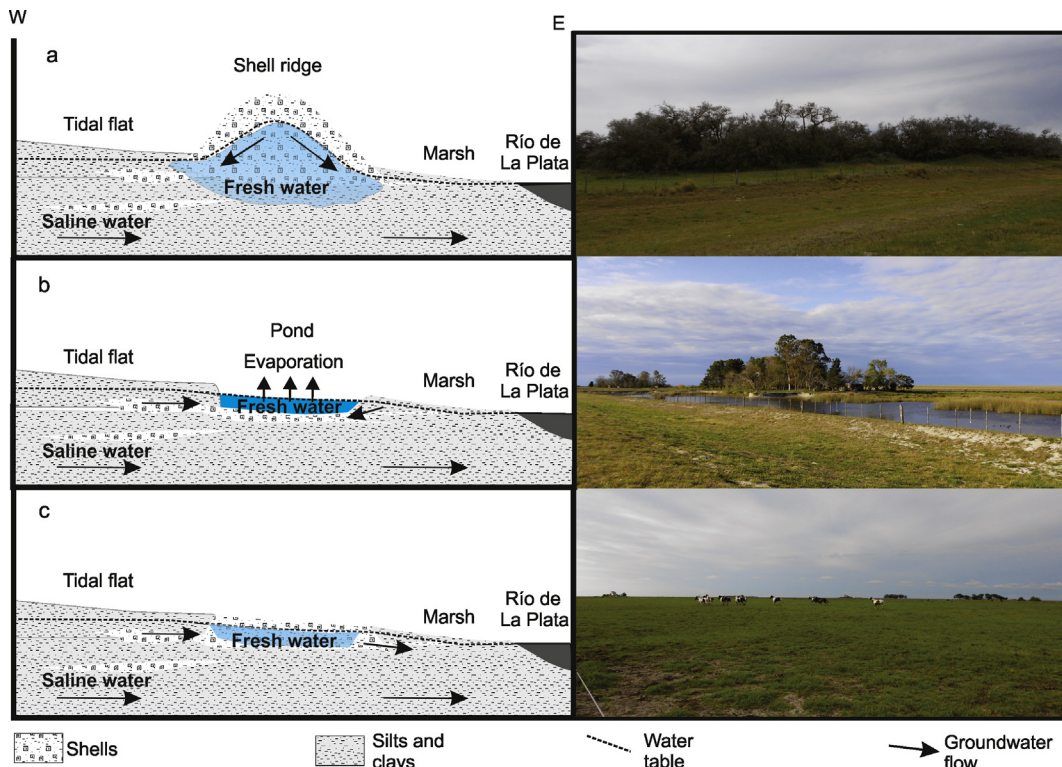 W
E
a
Shell ridge
Tidal flat
Marsh
Río de
La Plata
Fresh water
Saline water
b
Pond
Tidal flat
Evaporation
Marsh
Río de
La Plata
Fresh water
Saline water
c
Tidal flat
Marsh
Río de
La Plata
Fresh water
Saline water
Shells
Silts and
clays
Water
table
Groundwater
flow